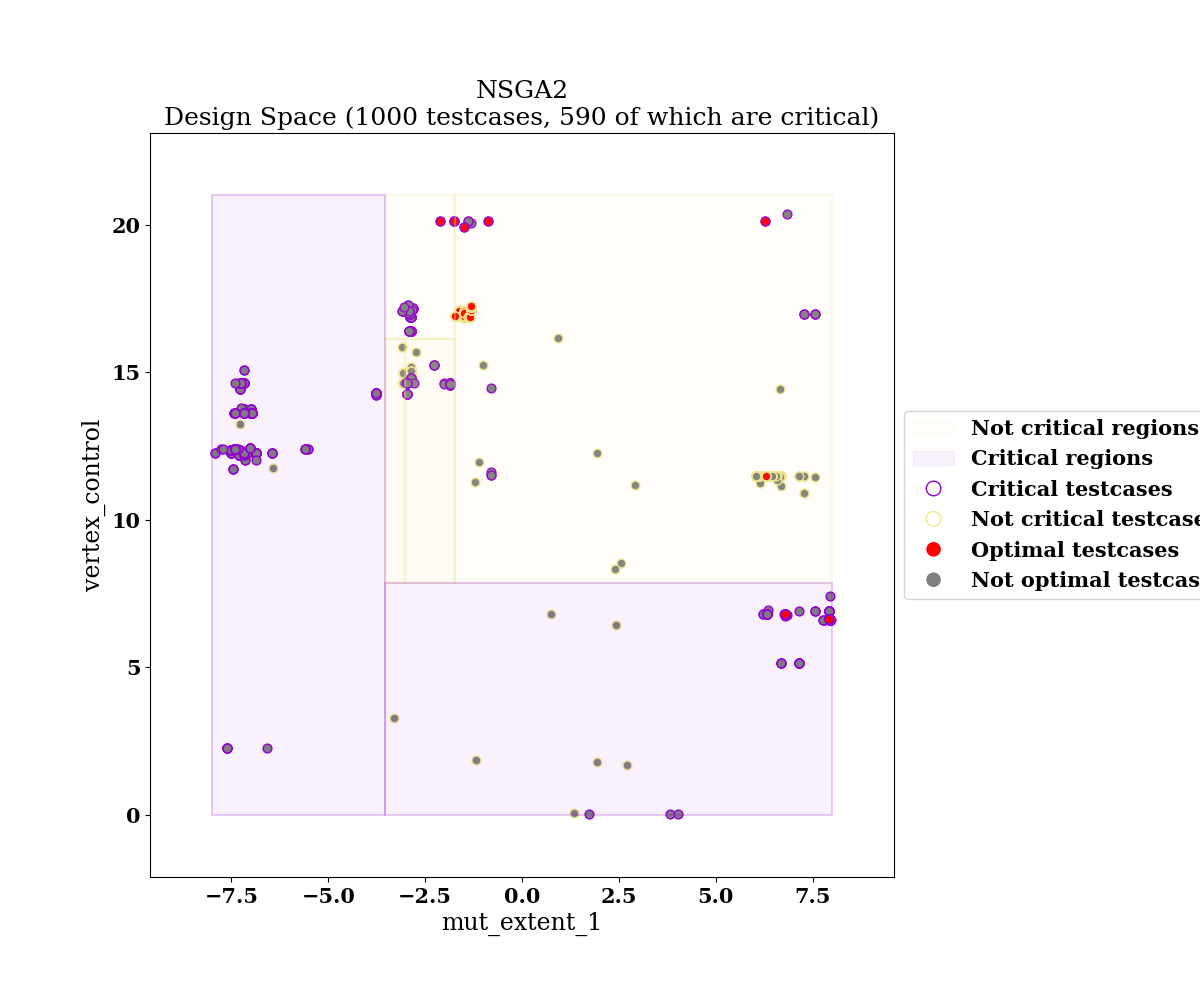 NSGA2
Design Space (1000 testcases, 590 of which are critical)
20
15
10
5
0
vertex_control
−7.5 −5.0 −2.5 0.0 2.5 5.0 7.5
mut_extent_1
Not critical regions
Critical regions
Critical testcases
Not critical testcase
Optimal testcases
Not optimal testcas